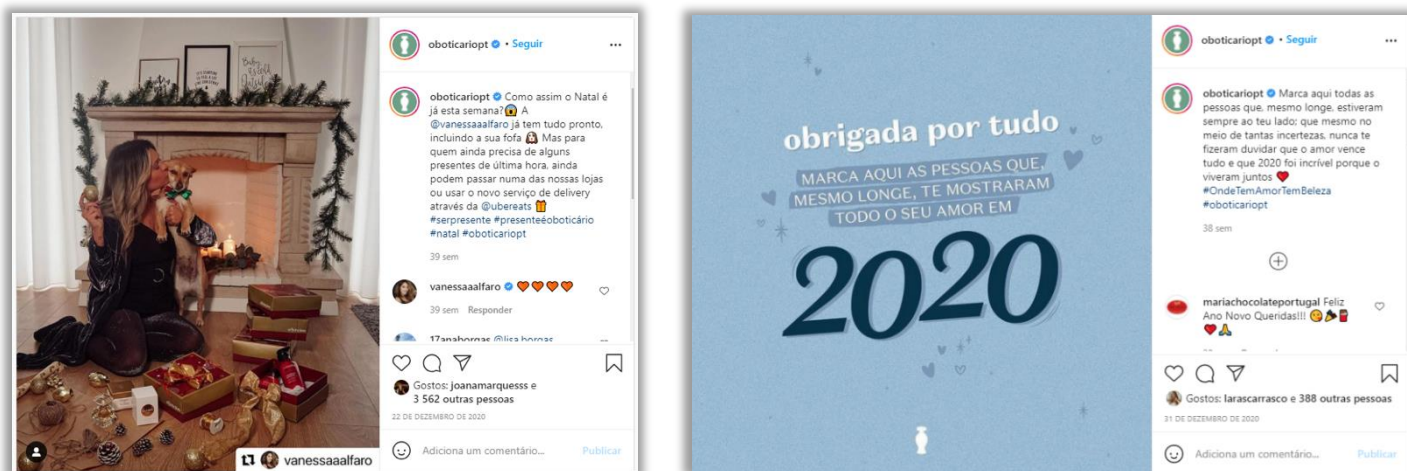 oboticariopt • Seguir
oboticariopt Como assim o Natal é
já esta semana?😱 A
@vanessaaalfaro já tem tudo pronto,
incluindo a sua fofa 🐶 Mas para
quem ainda precisa de alguns
presentes de última hora, ainda
podem passar numa das nossas lojas
ou usar o novo serviço de delivery
através da @ubereats 🎁
#serpresente #presenteéoboticário
#natal #oboticariopt
39 sem
vanessaaalfaro 🧡🧡🧡🧡
39 sem Responder
17anaborgas @lisa.borgas
Gostos: joanamarquesss e
3 562 outras pessoas
22 DE DEZEMBRO DE 2020
Adiciona um comentário... Publicar
vanessaaalfaro
obrigada por tudo
MARCA AQUI AS PESSOAS QUE,
MESMO LONGE, TE MOSTRARAM
TODO O SEU AMOR EM
2020
oboticariopt • Seguir
oboticariopt Marca aqui todas as
pessoas que, mesmo longe, estiveram
sempre ao teu lado; que mesmo no
meio de tantas incertezas, nunca te
fizeram duvidar que o amor vence
tudo e que 2020 foi incrível porque o
viveram juntos ❤️
#OndeTemAmorTemBeleza
#oboticariopt
38 sem
mariachocolateportugal Feliz
Ano Novo Queridas!!! 😘🎉🧧
❤️🙏
Gostos: larascarrasco e 388 outras pessoas
31 DE DEZEMBRO DE 2020
Adiciona um comentário... Publicar